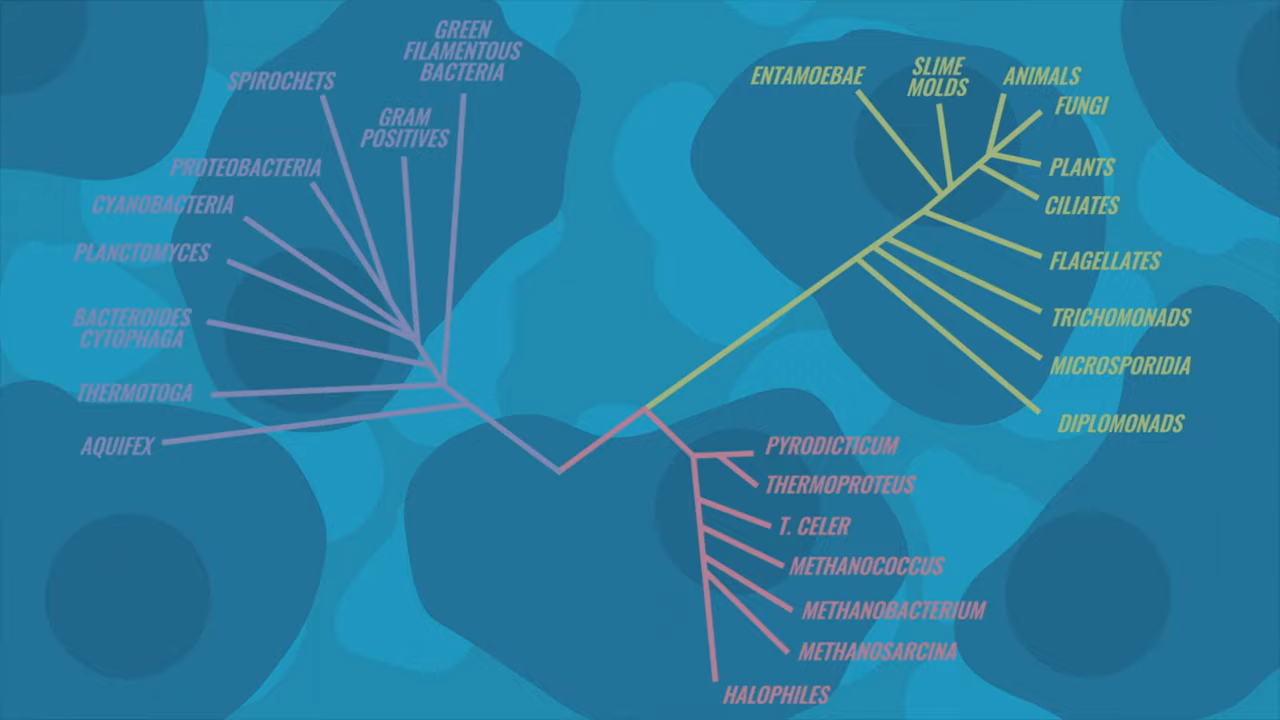 GREEN
FILAMENTOUS
BACTERIA
SPIROCHETS
GRAM
POSITIVES
PROTEOBACTERIA
CYANOBACTERIA
PLANCTOMYCES
BACTEROIDES
CYTOPHAGA
THERMOTOGA
AQUIFEX
ENTAMOEBAE
SLIME
MOLDS
ANIMALS
FUNGI
PLANTS
CILIATES
FLAGELLATES
TRICHOMONADS
MICROSPORIDIA
DIPLOMONADS
PYRODICTICUM
THERMOPROTEUS
T. CELER
METHANOCOCCUS
METHANOBACTERIUM
METHANOSARCINA
HALOPHILES